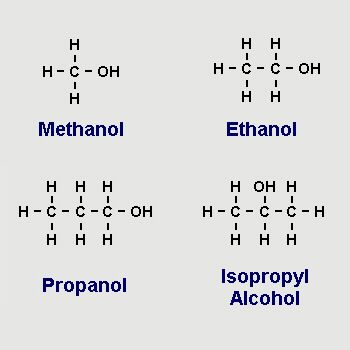 H
H – C – OH
H
Methanol
H H
H – C – C – OH
H H
Ethanol
H H H
H – C – C – C – OH
H H H
Propanol
H OH H
H – C – C – C – H
H H H
Isopropyl
Alcohol